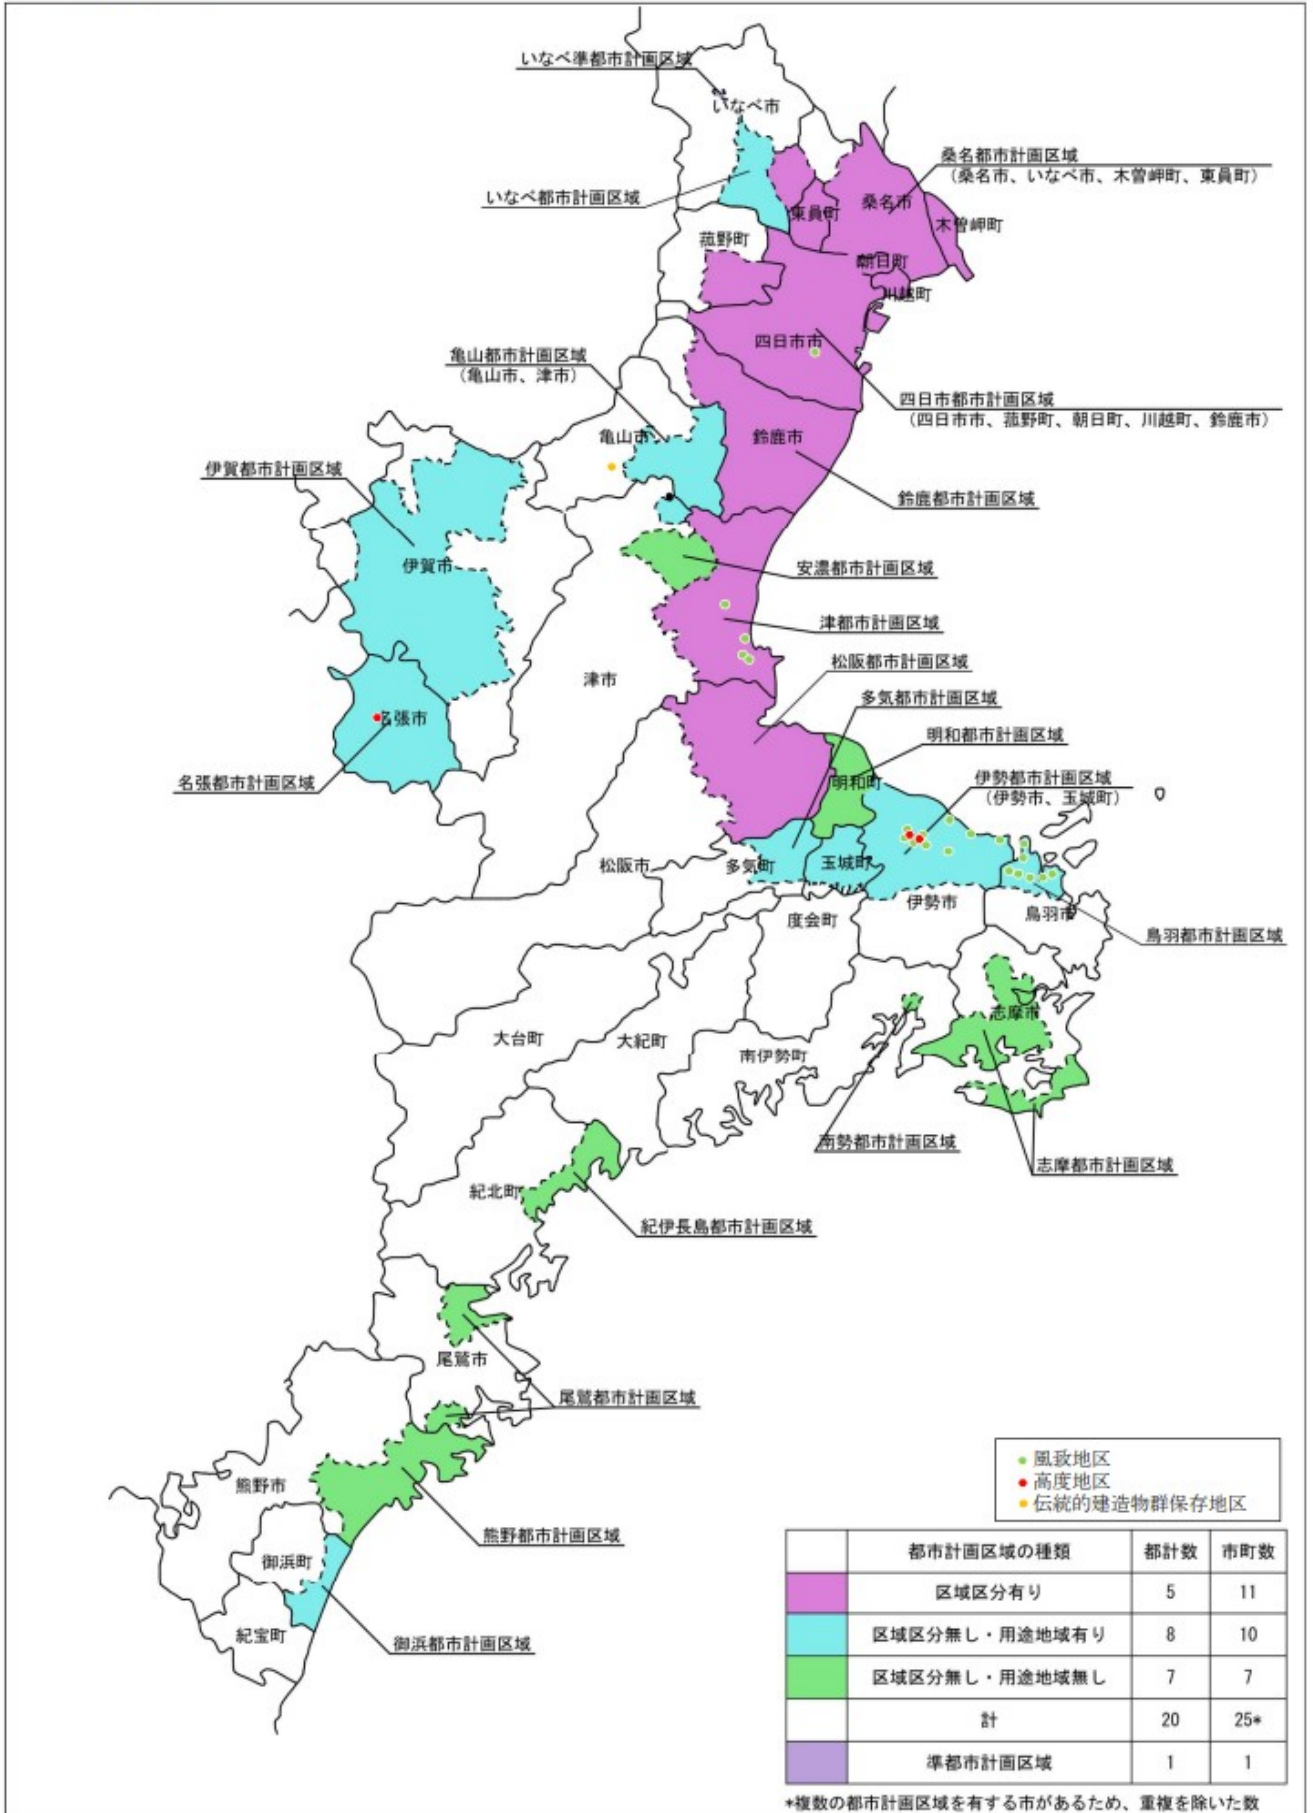 いなべ準都市計画区域
いなべ市
桑名都市計画区域
(桑名市、いなべ市、木曽岬町、東員町)
いなべ都市計画区域
桑名市
東員町
木曽岬町
菰野町
朝日町
川越町
四日市市
亀山都市計画区域
(亀山市、津市)
四日市都市計画区域
(四日市市、菰野町、朝日町、川越町、鈴鹿市)
亀山市
鈴鹿市
伊賀都市計画区域
鈴鹿都市計画区域
伊賀市
安濃都市計画区域
津都市計画区域
松阪都市計画区域
津市
多気都市計画区域
名張市
明和都市計画区域
名張都市計画区域
明和町
伊勢都市計画区域
(伊勢市、玉城町)
松阪市
多気町
玉城町
伊勢市
度会町
鳥羽市
鳥羽都市計画区域
志摩市
大台町
大紀町
南伊勢町
南勢都市計画区域
志摩都市計画区域
紀北町
紀伊長島都市計画区域
尾鷲市
尾鷲都市計画区域
熊野市
熊野都市計画区域
御浜町
紀宝町
御浜都市計画区域
風致地区
高度地区
伝統的建造物群保存地区
都市計画区域の種類 都計数 市町数
区域区分有り 5 11
区域区分無し・用途地域有り 8 10
区域区分無し・用途地域無し 7 7
計 20 25*
準都市計画区域 1 1
*複数の都市計画区域を有する市があるため、重複を除いた数